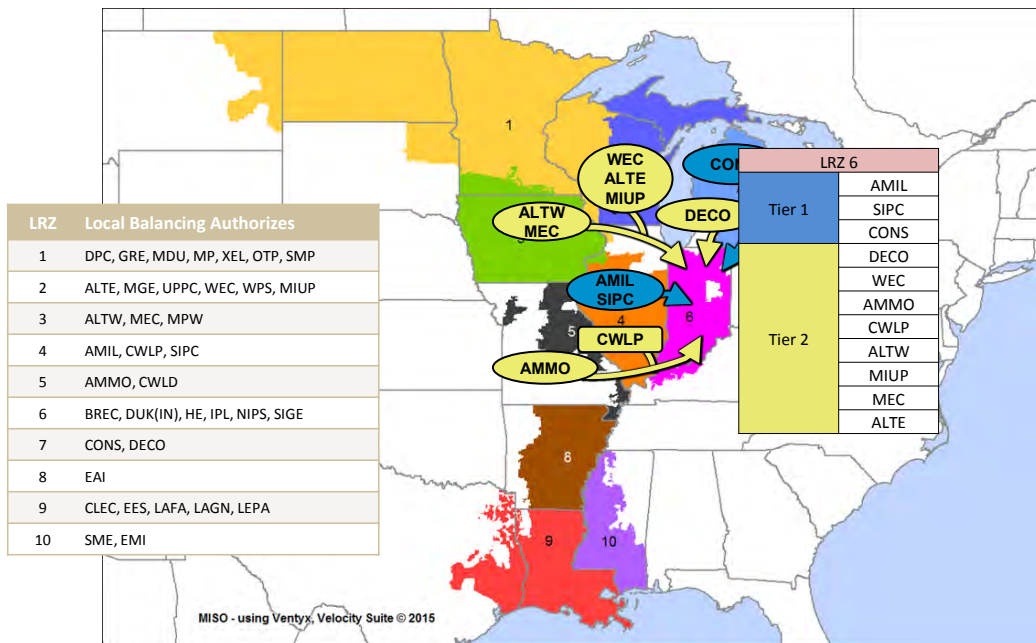 1
WEC
ALTE
MIUP
ALTW
MEC
DECO
AMIL
SIPC
4
5
6
CWLP
AMMO
8
9
10
LRZ 6
Tier 1
AMIL
SIPC
CONS
Tier 2
DECO
WEC
AMMO
CWLP
ALTW
MIUP
MEC
ALTE
LRZ Local Balancing Authorizes
1 DPC, GRE, MDU, MP, XEL, OTP, SMP
2 ALTE, MGE, UPPC, WEC, WPS, MIUP
3 ALTW, MEC, MPW
4 AMIL, CWLP, SIPC
5 AMMO, CWLD
6 BREC, DUK(IN), HE, IPL, NIPS, SIGE
7 CONS, DECO
8 EAI
9 CLEC, EES, LAFA, LAGN, LEPA
10 SME, EMI
MISO - using Ventyx, Velocity Suite © 2015